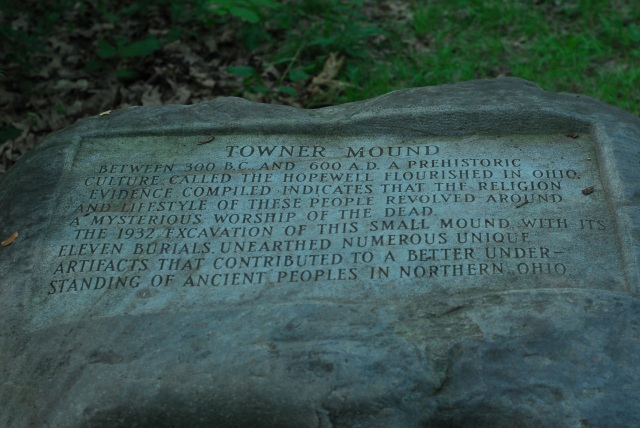 TOWNER MOUND
BETWEEN 300 B.C. AND 600 A.D. A PREHISTORIC
CULTURE CALLED THE HOPEWELL FLOURISHED IN OHIO.
EVIDENCE COMPILED INDICATES THAT THE RELIGION
AND LIFESTYLE OF THESE PEOPLE REVOLVED AROUND
A MYSTERIOUS WORSHIP OF THE DEAD.
THE 1932 EXCAVATION OF THIS SMALL MOUND, WITH ITS
ELEVEN BURIALS, UNEARTHED NUMEROUS UNIQUE
ARTIFACTS THAT CONTRIBUTED TO A BETTER UNDER-
STANDING OF ANCIENT PEOPLES IN NORTHERN OHIO